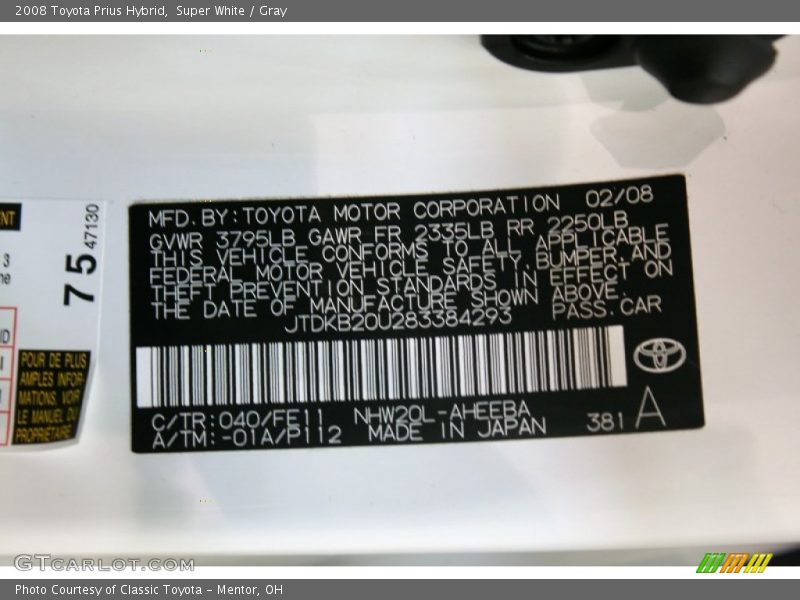 2008 Toyota Prius Hybrid, Super White / Gray
MFD. BY: TOYOTA MOTOR CORPORATION 02/08
GVWR 3795LB GAWR FR 2335LB RR 2250LB
THIS VEHICLE CONFORMS TO ALL APPLICABLE
FEDERAL MOTOR VEHICLE SAFETY, BUMPER, AND
THEFT PREVENTION STANDARDS IN EFFECT ON
THE DATE OF MANUFACTURE SHOWN ABOVE.
JTDKB20U283384293 PASS. CAR
C/TR: 040/FE11 NHW20L-AHEEBA
A/TM: -01A/P112 MADE IN JAPAN 381 A
75 47130
3
POUR DE PLUS
AMPLES INFOR-
MATIONS, VOIR
LE MANUEL DU
PROPRIÉTAIRE
GTCARLOT.COM
Photo Courtesy of Classic Toyota - Mentor, OH